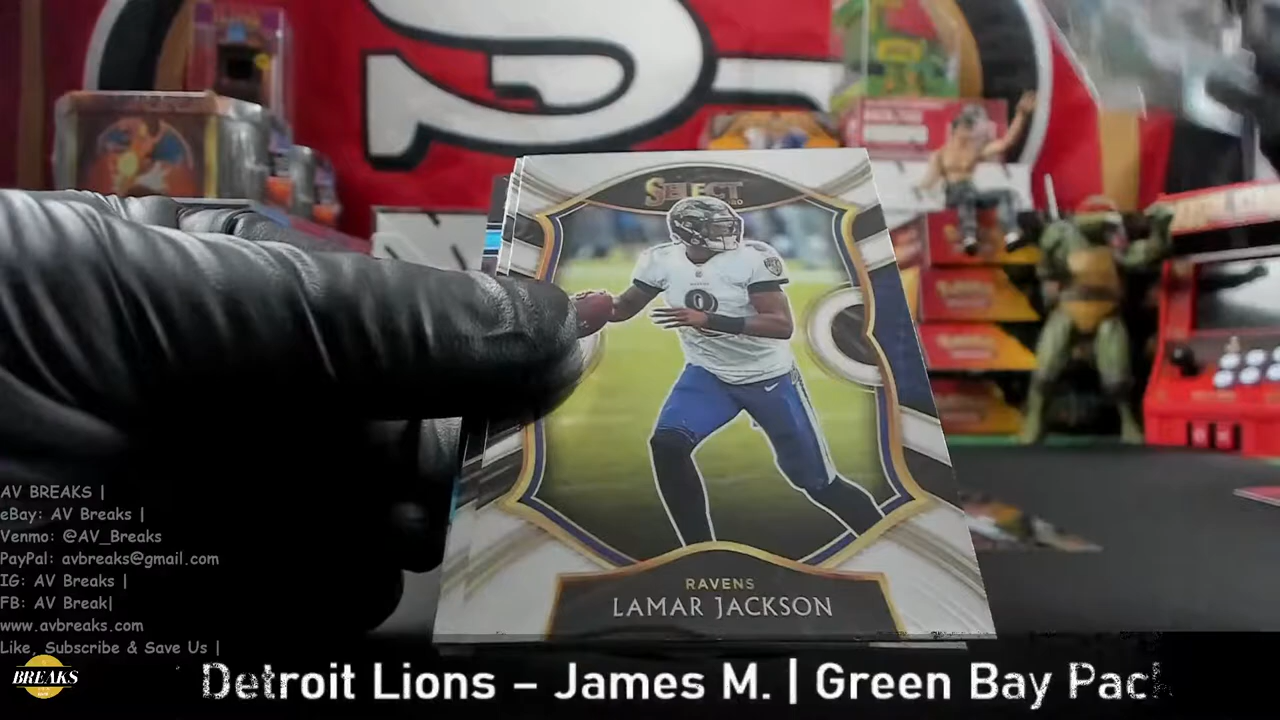 SELECT
RAVENS
LAMAR JACKSON
AV BREAKS |
eBay: AV Breaks |
Venmo: @AV_Breaks
PayPal: avbreaks@gmail.com
IG: AV Breaks |
FB: AV Break|
www.avbreaks.com
Like, Subscribe & Save Us |
BREAKS
Detroit Lions – James M. | Green Bay Pack